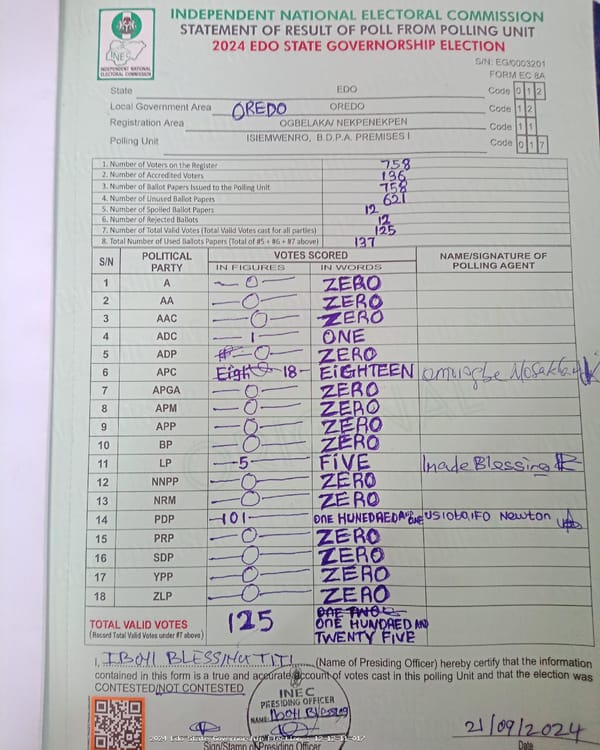 INDEPENDENT NATIONAL ELECTORAL COMMISSION
STATEMENT OF RESULT OF POLL FROM POLLING UNIT
2024 EDO STATE GOVERNORSHIP ELECTION
INEC
INDEPENDENT NATIONAL
ELECTORAL COMMISSION
S/N: EG/0003201
FORM EC 8A
State EDO Code 0 1 2
Local Government Area OREDO OREDO Code 1 2
Registration Area OGBELAKA/ NEKPENEKPEN Code 1 1
Polling Unit ISIEMWENRO, B.D.P.A. PREMISES I Code 0 1 7
1. Number of Voters on the Register 758
2. Number of Accredited Voters 136
3. Number of Ballot Papers Issued to the Polling Unit 758
4. Number of Unused Ballot Papers 621
5. Number of Spoiled Ballot Papers 12
6. Number of Rejected Ballots 12
7. Number of Total Valid Votes (Total Valid Votes cast for all parties) 125
8. Total Number of Used Ballots Papers (Total of #5 + #6 + #7 above) 137
S/N POLITICAL PARTY VOTES SCORED NAME/SIGNATURE OF POLLING AGENT
IN FIGURES IN WORDS
1 A 0 ZERO
2 AA 0 ZERO
3 AAC 0 ZERO
4 ADC 1 ONE
5 ADP 0 ZERO
6 APC Eight 18 EIGHTEEN
7 APGA 0 ZERO
8 APM 0 ZERO
9 APP 0 ZERO
10 BP 0 ZERO
11 LP 5 FIVE Inade Blessing
12 NNPP 0 ZERO
13 NRM 0 ZERO
14 PDP 101 ONE HUNEDRED AND ONE Newton
15 PRP 0 ZERO
16 SDP 0 ZERO
17 YPP 0 ZERO
18 ZLP 0 ZERO
TOTAL VALID VOTES 125 ONE TWO
(Record Total Valid Votes under #7 above) ONE HUNDRED AND
TWENTY FIVE
I, IBOHI BLESSING TITI (Name of Presiding Officer) hereby certify that the information
contained in this form is a true and accurate account of votes cast in this polling Unit and that the election was
CONTESTED/NOT CONTESTED
INEC
PRESIDING OFFICER
NAME: Ibohi Blessing
21/09/2024
2024 Edo State Governorship Election - 12-12-11-017
Sign/Stamp of Presiding Officer Date